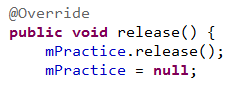 @Override
public void release() {
    mPractice.release();
    mPractice = null;